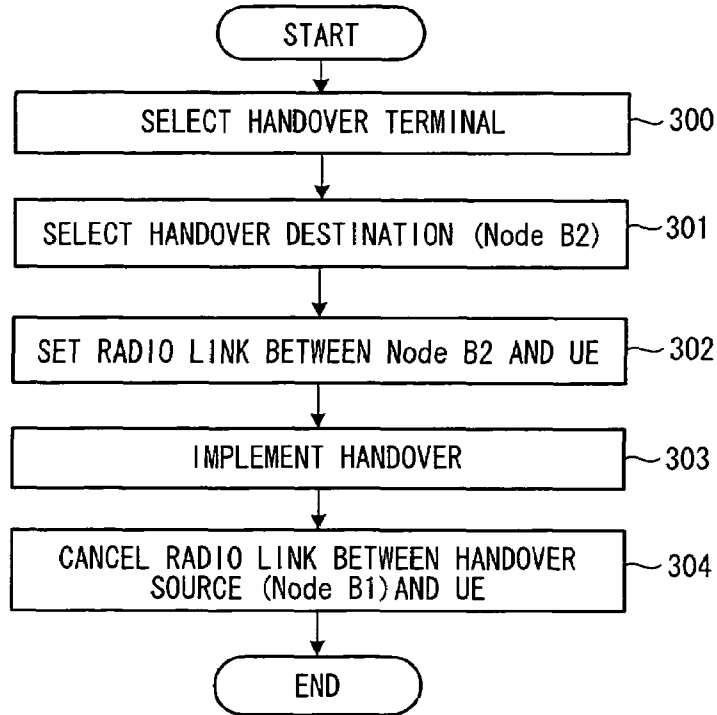 START
SELECT HANDOVER TERMINAL
300
SELECT HANDOVER DESTINATION (Node B2)
301
SET RADIO LINK BETWEEN Node B2 AND UE
302
IMPLEMENT HANDOVER
303
CANCEL RADIO LINK BETWEEN HANDOVER
SOURCE (Node B1) AND UE
304
END